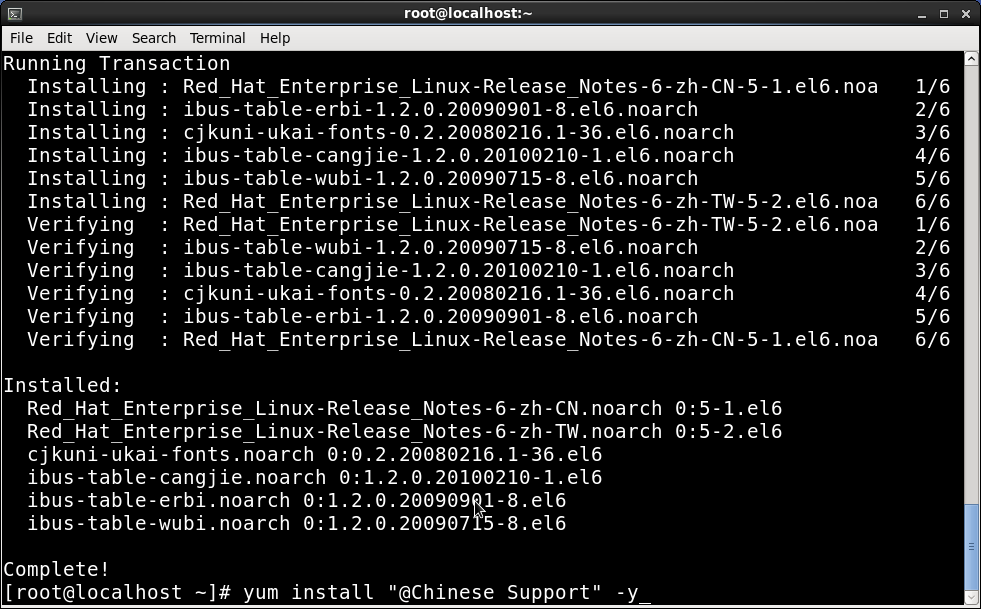 root@localhost:~
File Edit View Search Terminal Help
Running Transaction
  Installing : Red_Hat_Enterprise_Linux-Release_Notes-6-zh-CN-5-1.el6.noa   1/6
  Installing : ibus-table-erbi-1.2.0.20090901-8.el6.noarch                  2/6
  Installing : cjkuni-ukai-fonts-0.2.20080216.1-36.el6.noarch               3/6
  Installing : ibus-table-cangjie-1.2.0.20100210-1.el6.noarch               4/6
  Installing : ibus-table-wubi-1.2.0.20090715-8.el6.noarch                  5/6
  Installing : Red_Hat_Enterprise_Linux-Release_Notes-6-zh-TW-5-2.el6.noa   6/6
  Verifying  : Red_Hat_Enterprise_Linux-Release_Notes-6-zh-TW-5-2.el6.noa   1/6
  Verifying  : ibus-table-wubi-1.2.0.20090715-8.el6.noarch                  2/6
  Verifying  : ibus-table-cangjie-1.2.0.20100210-1.el6.noarch               3/6
  Verifying  : cjkuni-ukai-fonts-0.2.20080216.1-36.el6.noarch               4/6
  Verifying  : ibus-table-erbi-1.2.0.20090901-8.el6.noarch                  5/6
  Verifying  : Red_Hat_Enterprise_Linux-Release_Notes-6-zh-CN-5-1.el6.noa   6/6
Installed:
  Red_Hat_Enterprise_Linux-Release_Notes-6-zh-CN.noarch 0:5-1.el6
  Red_Hat_Enterprise_Linux-Release_Notes-6-zh-TW.noarch 0:5-2.el6
  cjkuni-ukai-fonts.noarch 0:0.2.20080216.1-36.el6
  ibus-table-cangjie.noarch 0:1.2.0.20100210-1.el6
  ibus-table-erbi.noarch 0:1.2.0.20090901-8.el6
  ibus-table-wubi.noarch 0:1.2.0.20090715-8.el6
Complete!
[root@localhost ~]# yum install "@Chinese Support" -y_